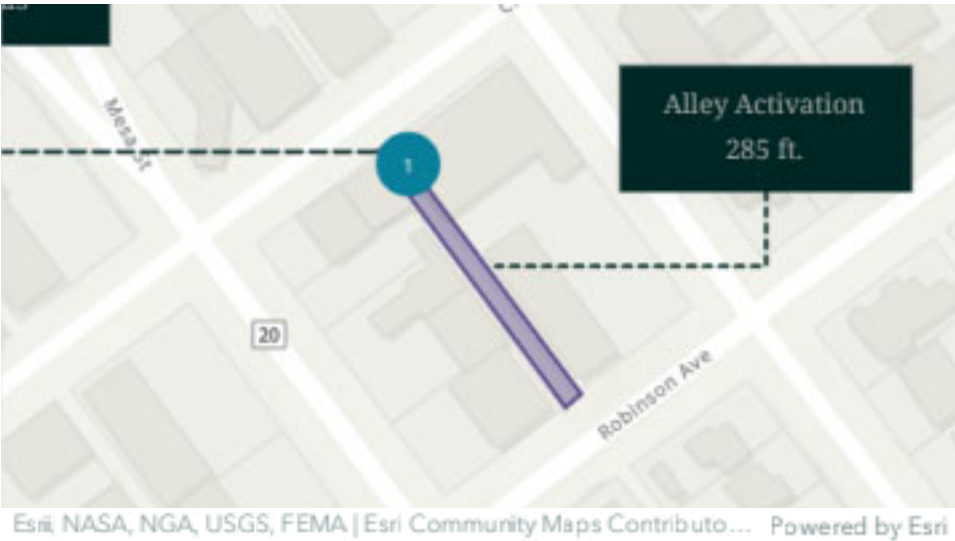 Alley Activation
285 ft.
Mesa St
1
20
Robinson Ave
Esri, NASA, NGA, USGS, FEMA | Esri Community Maps Contributo...
Powered by Esri